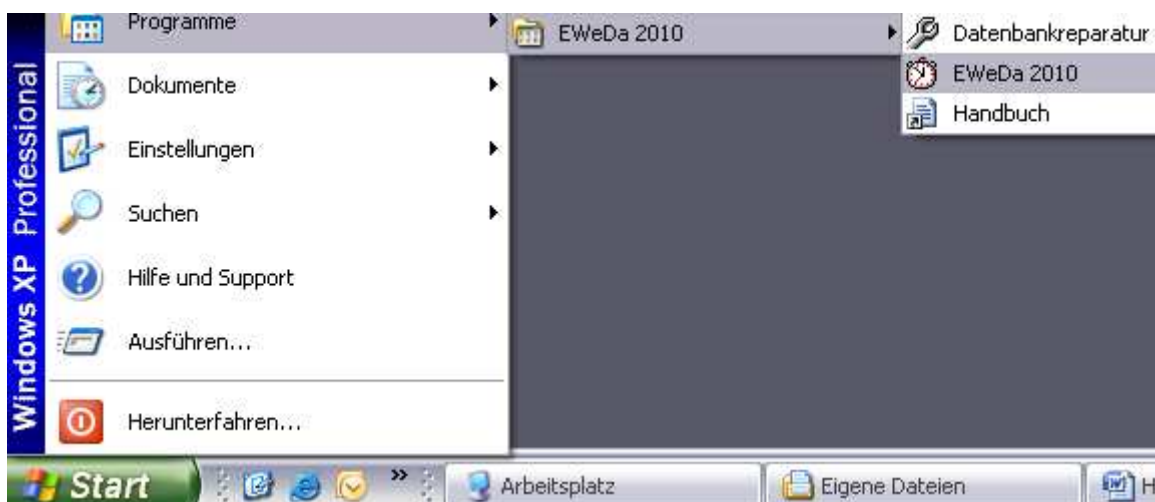 Programme
EWeDa 2010
Datenbankreparatur
EWeDa 2010
Handbuch
Dokumente
Einstellungen
Suchen
Hilfe und Support
Ausführen...
Herunterfahren...
Windows XP Professional
Start
»
Arbeitsplatz
Eigene Dateien
H